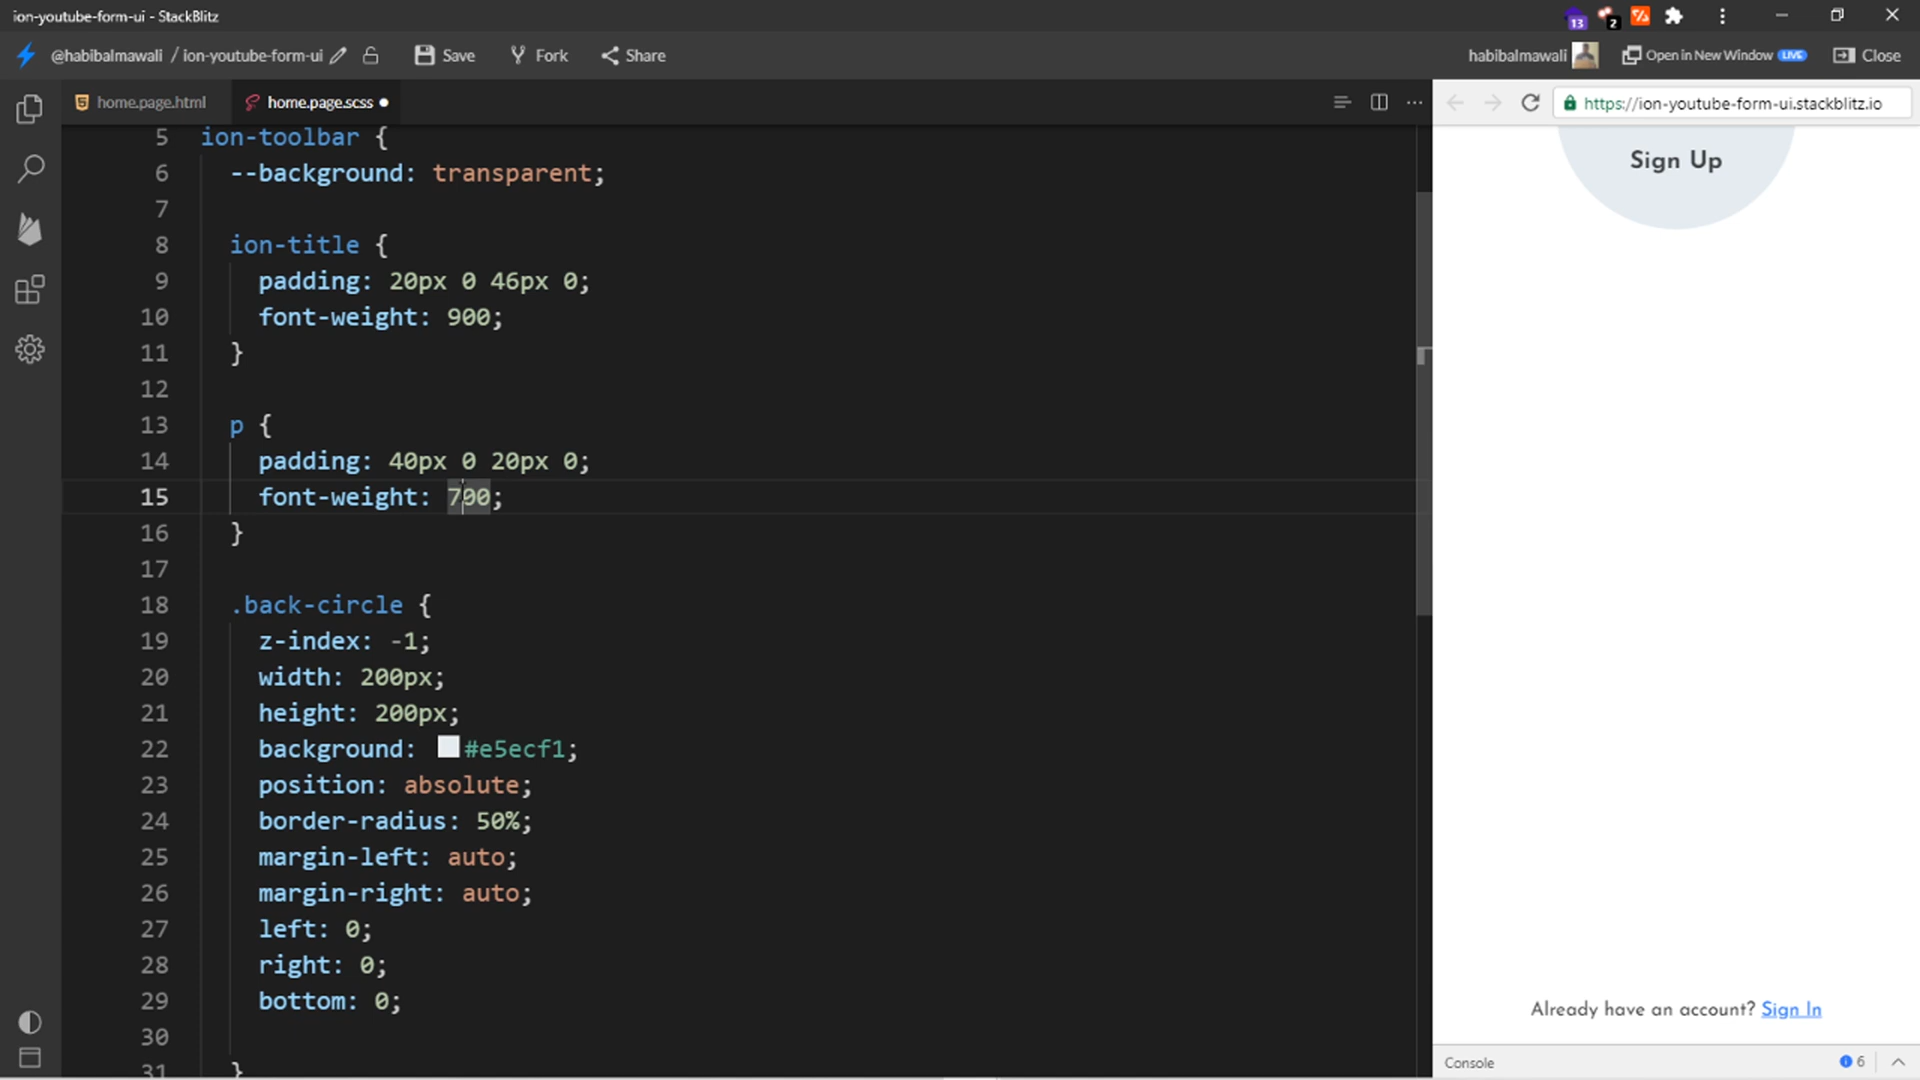 ion-youtube-form-ui - StackBlitz
13
2
@habibalmawali / ion-youtube-form-ui
Save
Fork
Share
habibalmawali
Open in New Window LIVE
Close
home.page.html
home.page.scss
https://ion-youtube-form-ui.stackblitz.io
5 ion-toolbar {
6 --background: transparent;
7
8 ion-title {
9 padding: 20px 0 46px 0;
10 font-weight: 900;
11 }
12
13 p {
14 padding: 40px 0 20px 0;
15 font-weight: 700;
16 }
17
18 .back-circle {
19 z-index: -1;
20 width: 200px;
21 height: 200px;
22 background: #e5ecf1;
23 position: absolute;
24 border-radius: 50%;
25 margin-left: auto;
26 margin-right: auto;
27 left: 0;
28 right: 0;
29 bottom: 0;
30
31 }
Sign Up
Already have an account? Sign In
Console
6